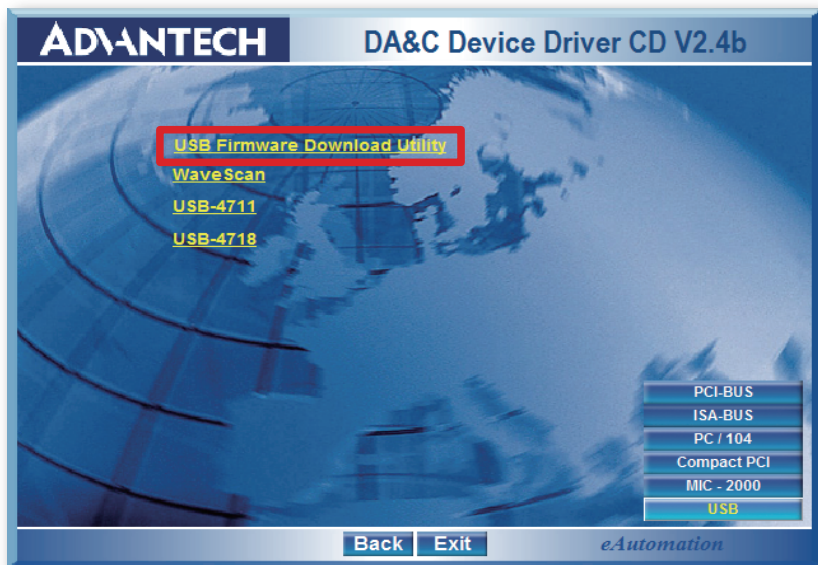 ADVANTECH
DA&C Device Driver CD V2.4b
USB Firmware Download Utility
WaveScan
USB-4711
USB-4718
PCI-BUS
ISA-BUS
PC / 104
Compact PCI
MIC - 2000
USB
Back Exit
eAutomation